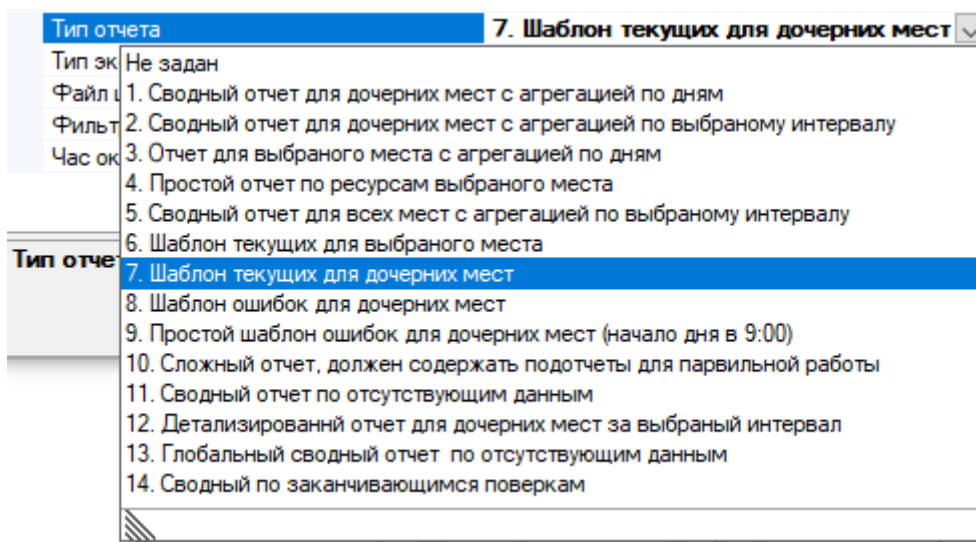 Тип отчета 7. Шаблон текущих для дочерних мест
Тип эк
Не задан
Файл
1. Сводный отчет для дочерних мест с агрегацией по дням
Фильт
2. Сводный отчет для дочерних мест с агрегацией по выбраному интервалу
Час ок
3. Отчет для выбраного места с агрегацией по дням
4. Простой отчет по ресурсам выбраного места
5. Сводный отчет для всех мест с агрегацией по выбраному интервалу
6. Шаблон текущих для выбраного места
Тип отче
7. Шаблон текущих для дочерних мест
8. Шаблон ошибок для дочерних мест
9. Простой шаблон ошибок для дочерних мест (начало дня в 9:00)
10. Сложный отчет, должен содержать подотчеты для парвильной работы
11. Сводный отчет по отсутствующим данным
12. Детализированнй отчет для дочерних мест за выбраный интервал
13. Глобальный сводный отчет по отсутствующим данным
14. Сводный по заканчивающимся поверкам